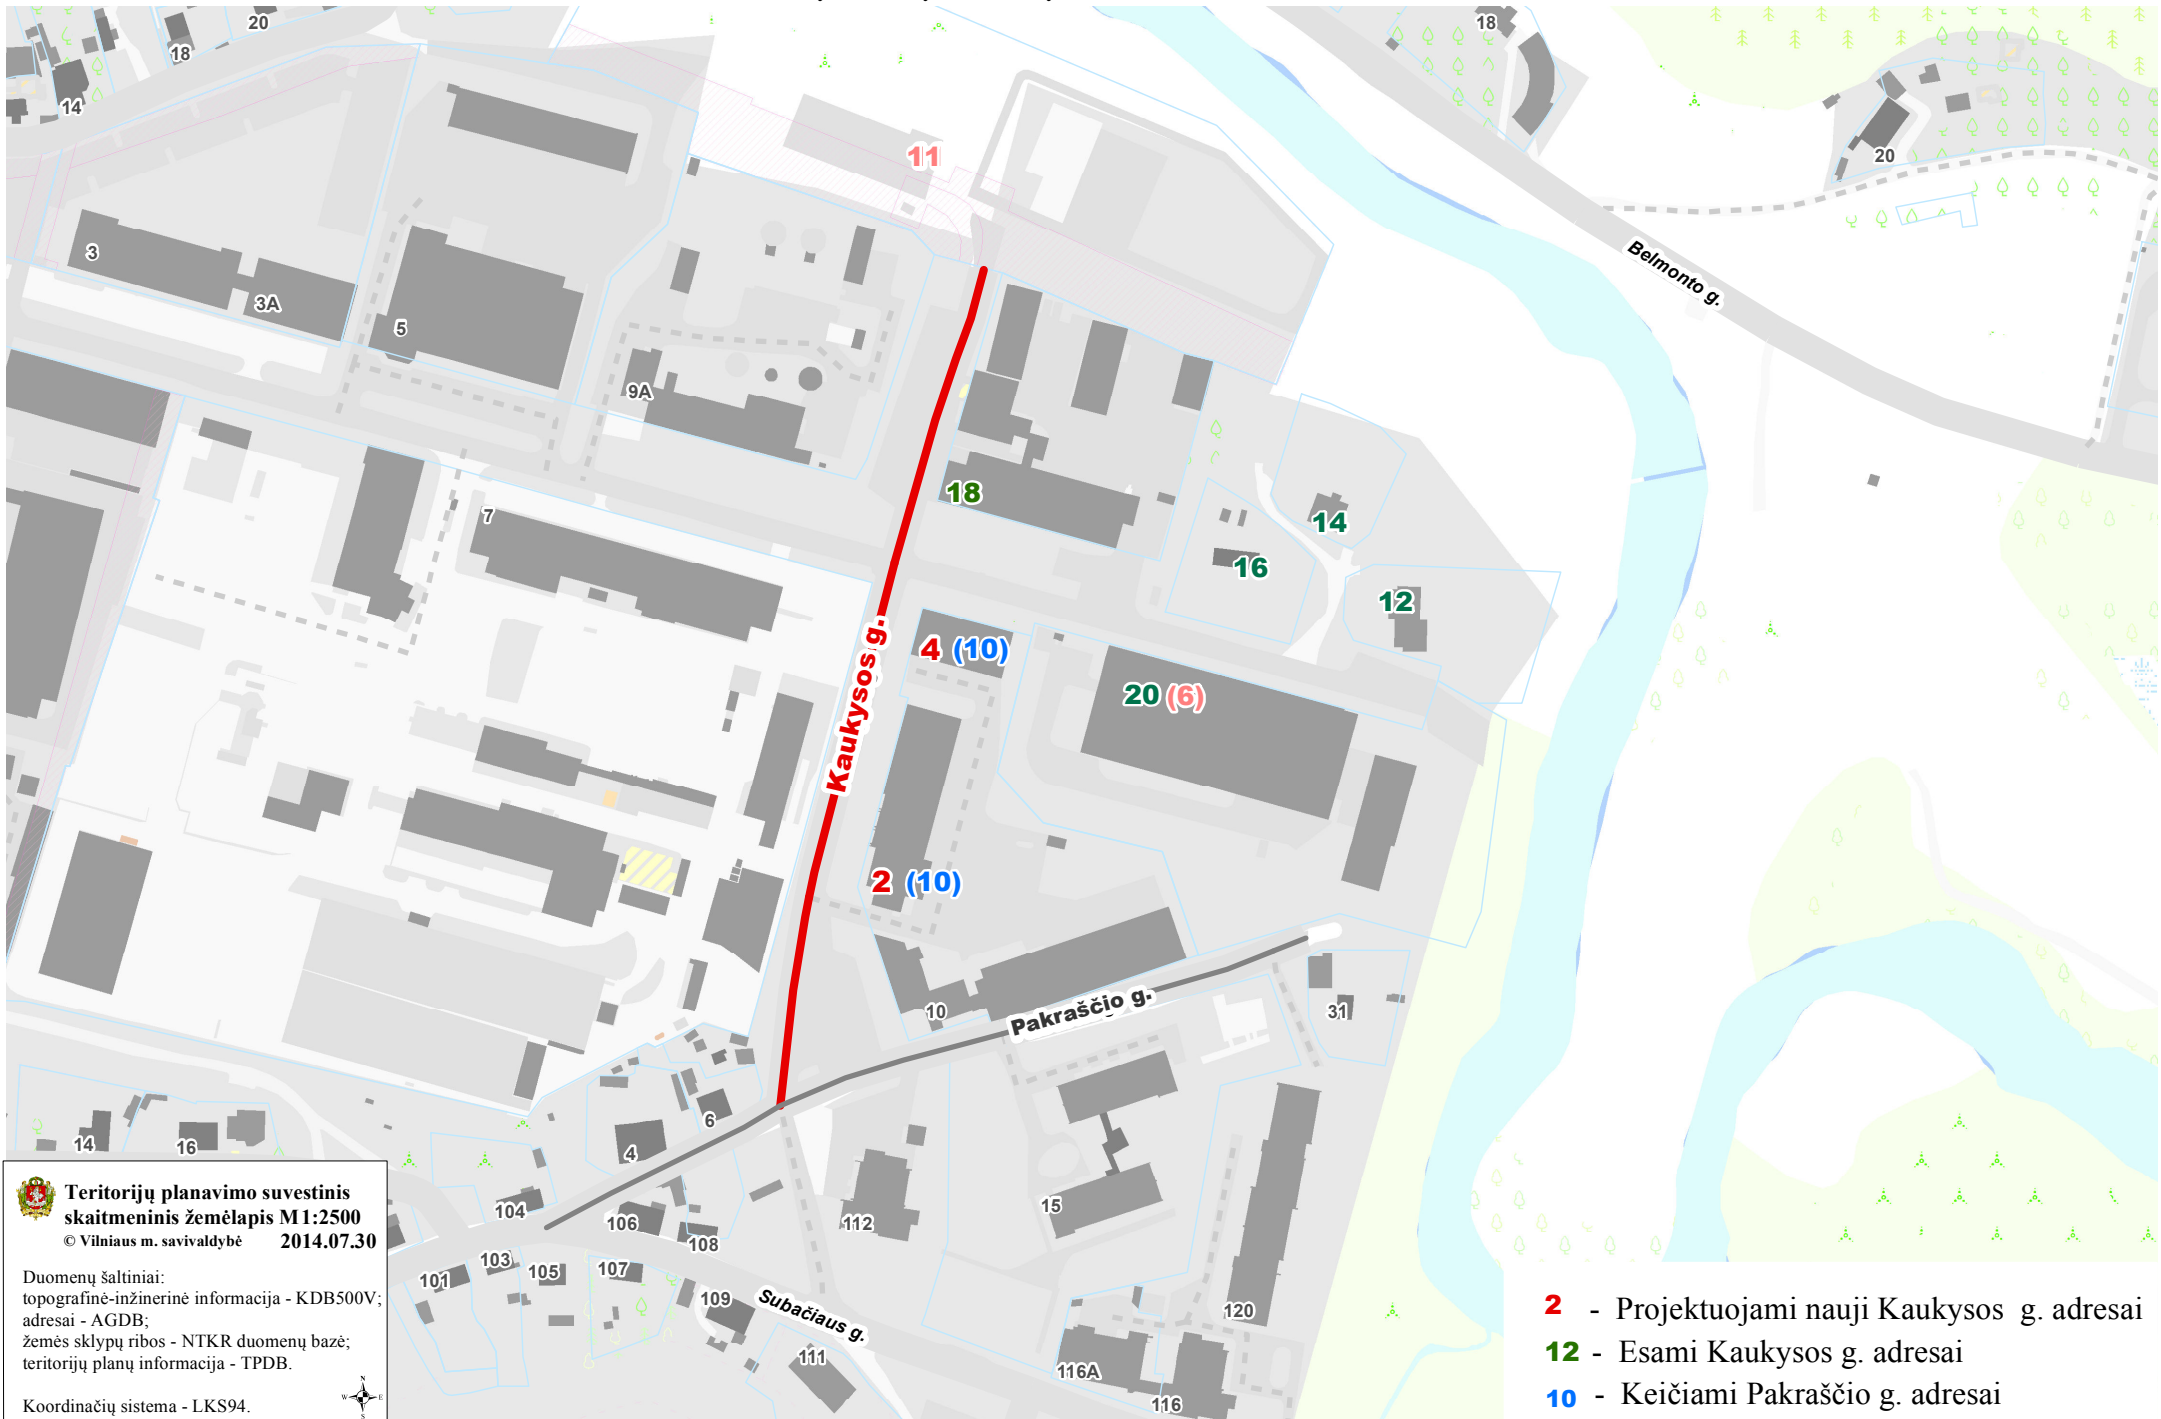 20
18
14
18
20
11
Belmonto g.
3
3A
5
9A
7
18
14
16
12
4 (10)
20 (6)
Kaukysos g.
2 (10)
10
Pakraščio g.
31
14
16
6
4
104
106
108
112
15
101
103
105
107
109
111
Subačiaus g.
120
116A
116
Teritorijų planavimo suvestinis
skaitmeninis žemėlapis M 1:2500
© Vilniaus m. savivaldybė 2014.07.30
Duomenų šaltiniai:
topografinė-inžinerinė informacija - KDB500V;
adresai - AGDB;
žemės sklypų ribos - NTKR duomenų bazė;
teritorijų planų informacija - TPDB.
Koordinačių sistema - LKS94.
N
W E
S
2 - Projektuojami nauji Kaukysos g. adresai
12 - Esami Kaukysos g. adresai
10 - Keičiami Pakraščio g. adresai